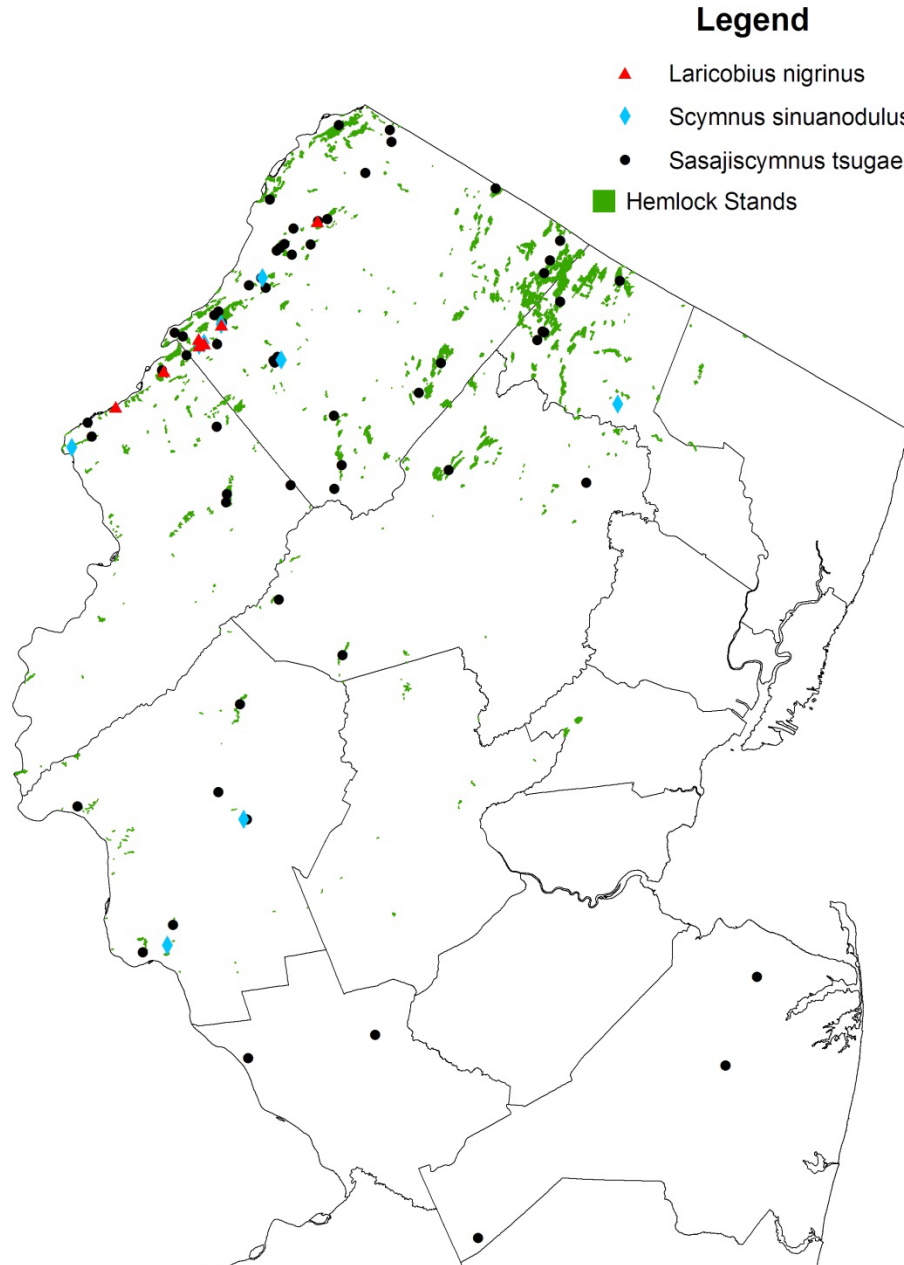 Legend
Laricobius nigrinus
Scymnus sinuanodulus
Sasajiscymnus tsugae
Hemlock Stands